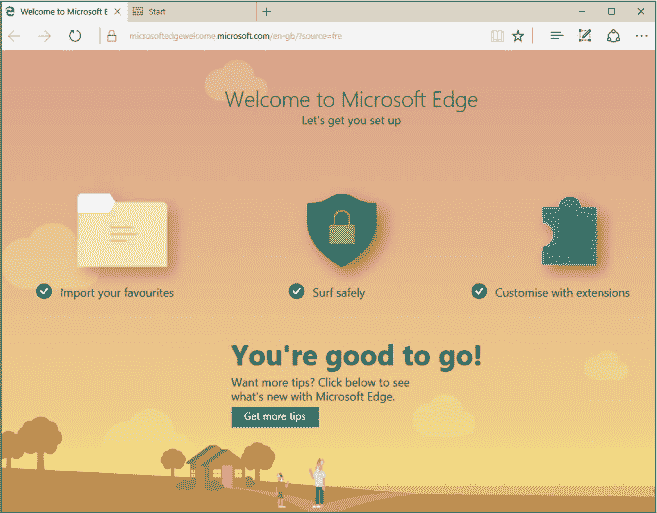 Welcome to Microsoft E
Start
microsoftedgewelcome.microsoft.com/en-gb/?source=fre
Welcome to Microsoft Edge
Let's get you set up
Import your favourites
Surf safely
Customise with extensions
You're good to go!
Want more tips? Click below to see
what's new with Microsoft Edge.
Get more tips